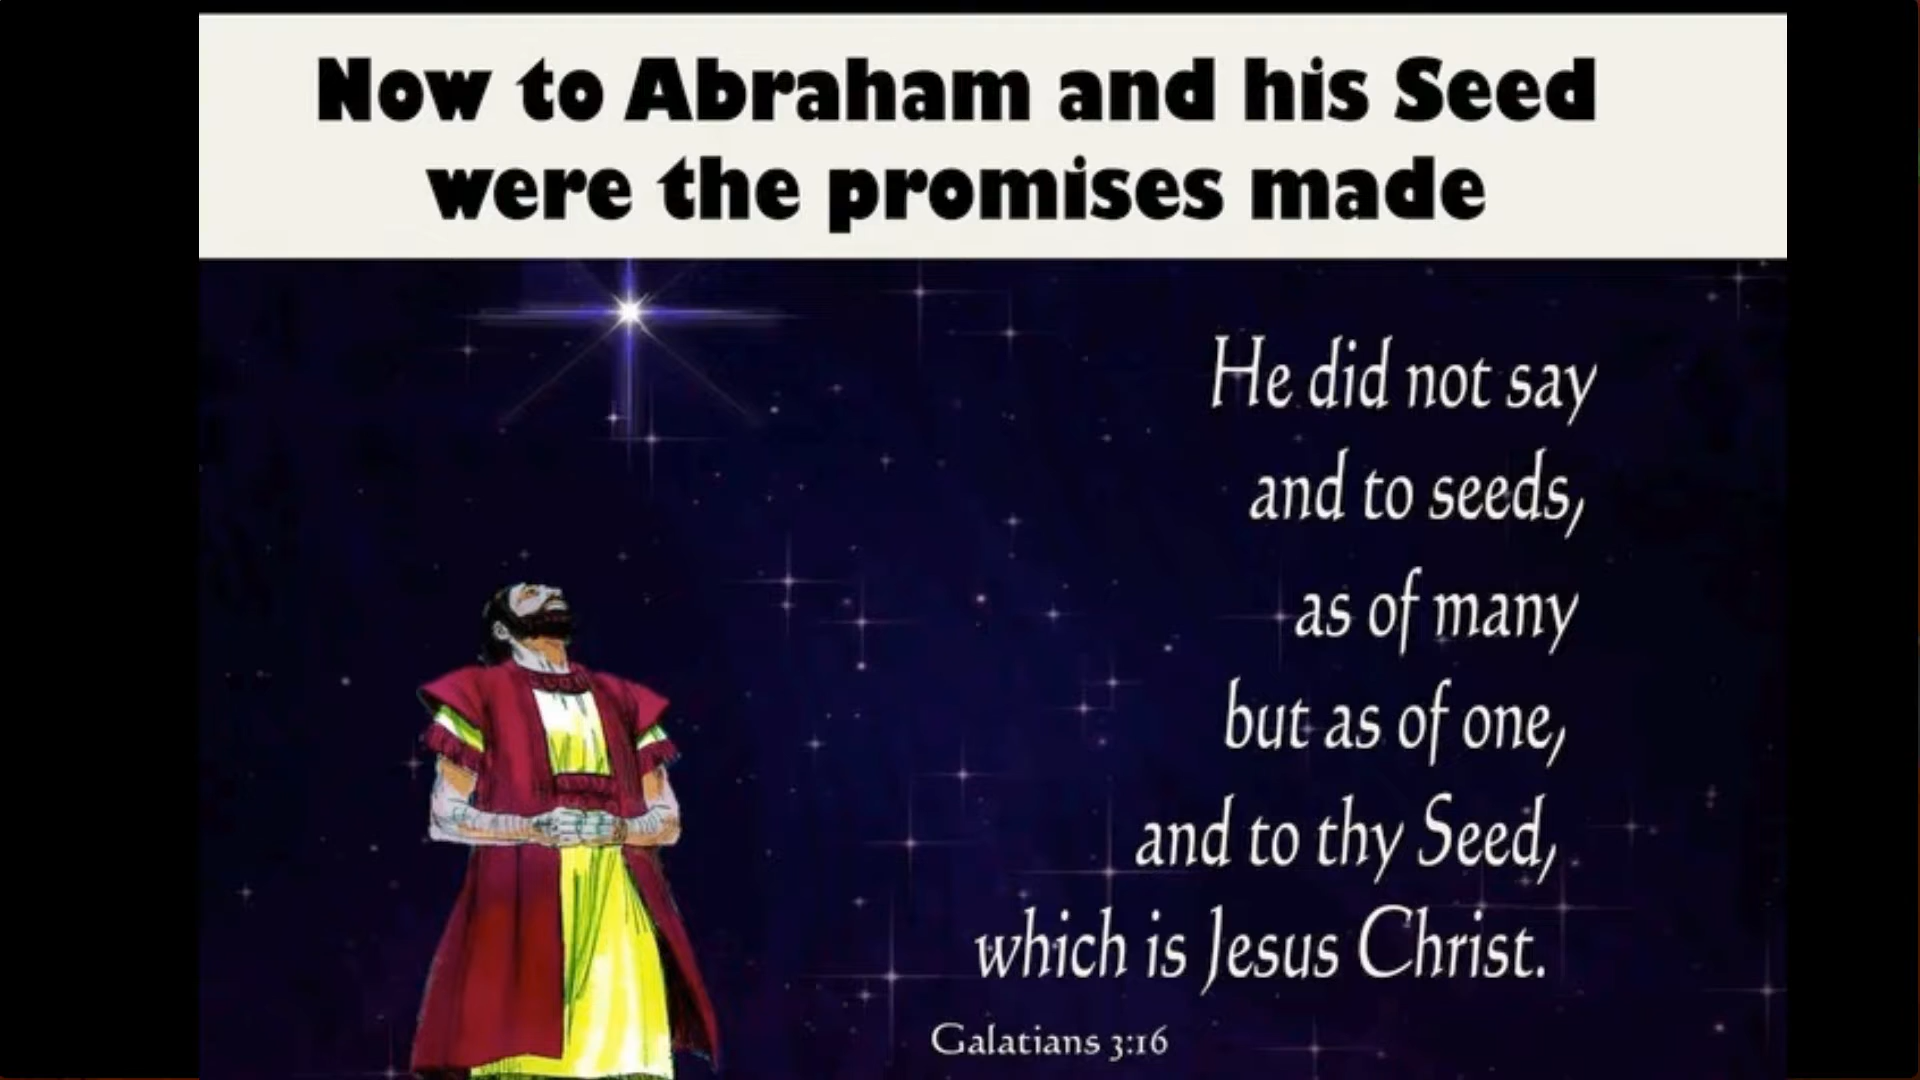 Now to Abraham and his Seed
were the promises made
He did not say
and to seeds,
as of many
but as of one,
and to thy Seed,
which is Jesus Christ.
Galatians 3:16